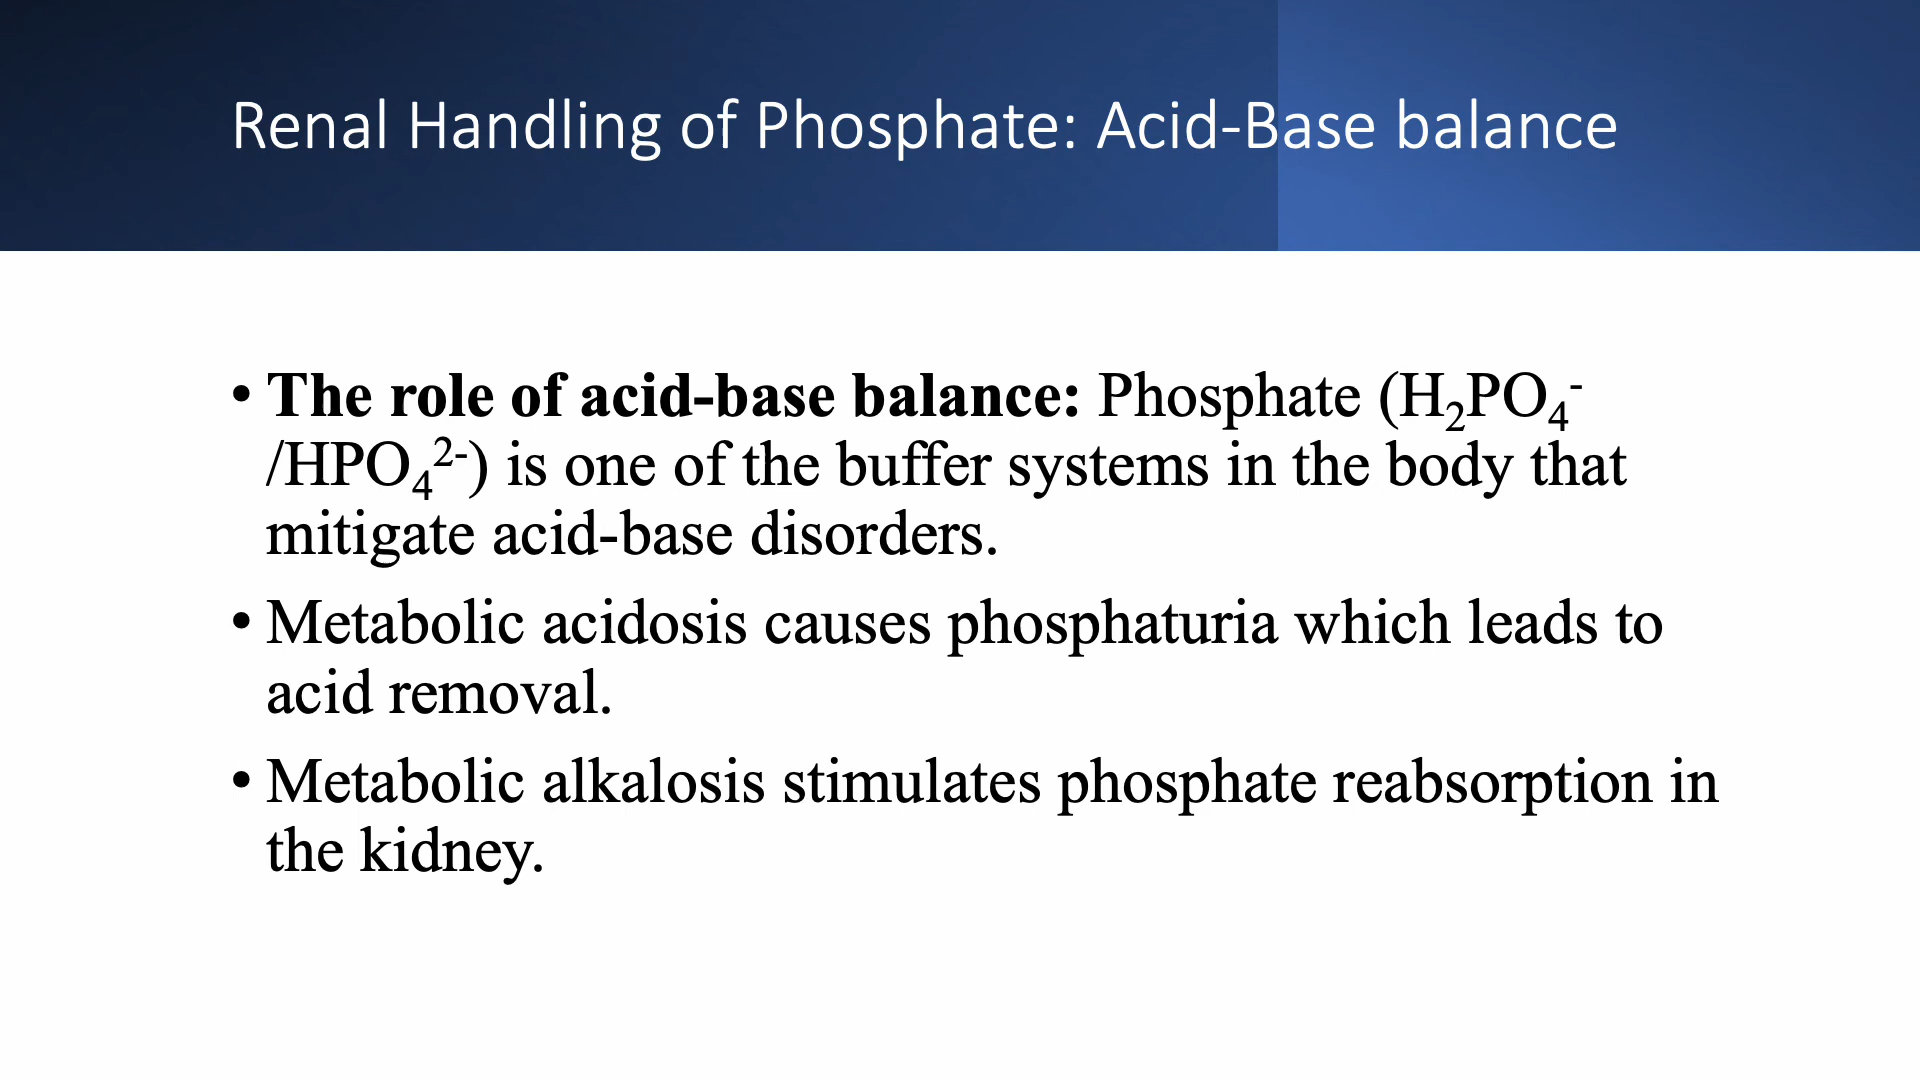 Renal Handling of Phosphate: Acid-Base balance
• The role of acid-base balance: Phosphate (H₂PO₄⁻
/HPO₄²⁻) is one of the buffer systems in the body that
mitigate acid-base disorders.
• Metabolic acidosis causes phosphaturia which leads to
acid removal.
• Metabolic alkalosis stimulates phosphate reabsorption in
the kidney.